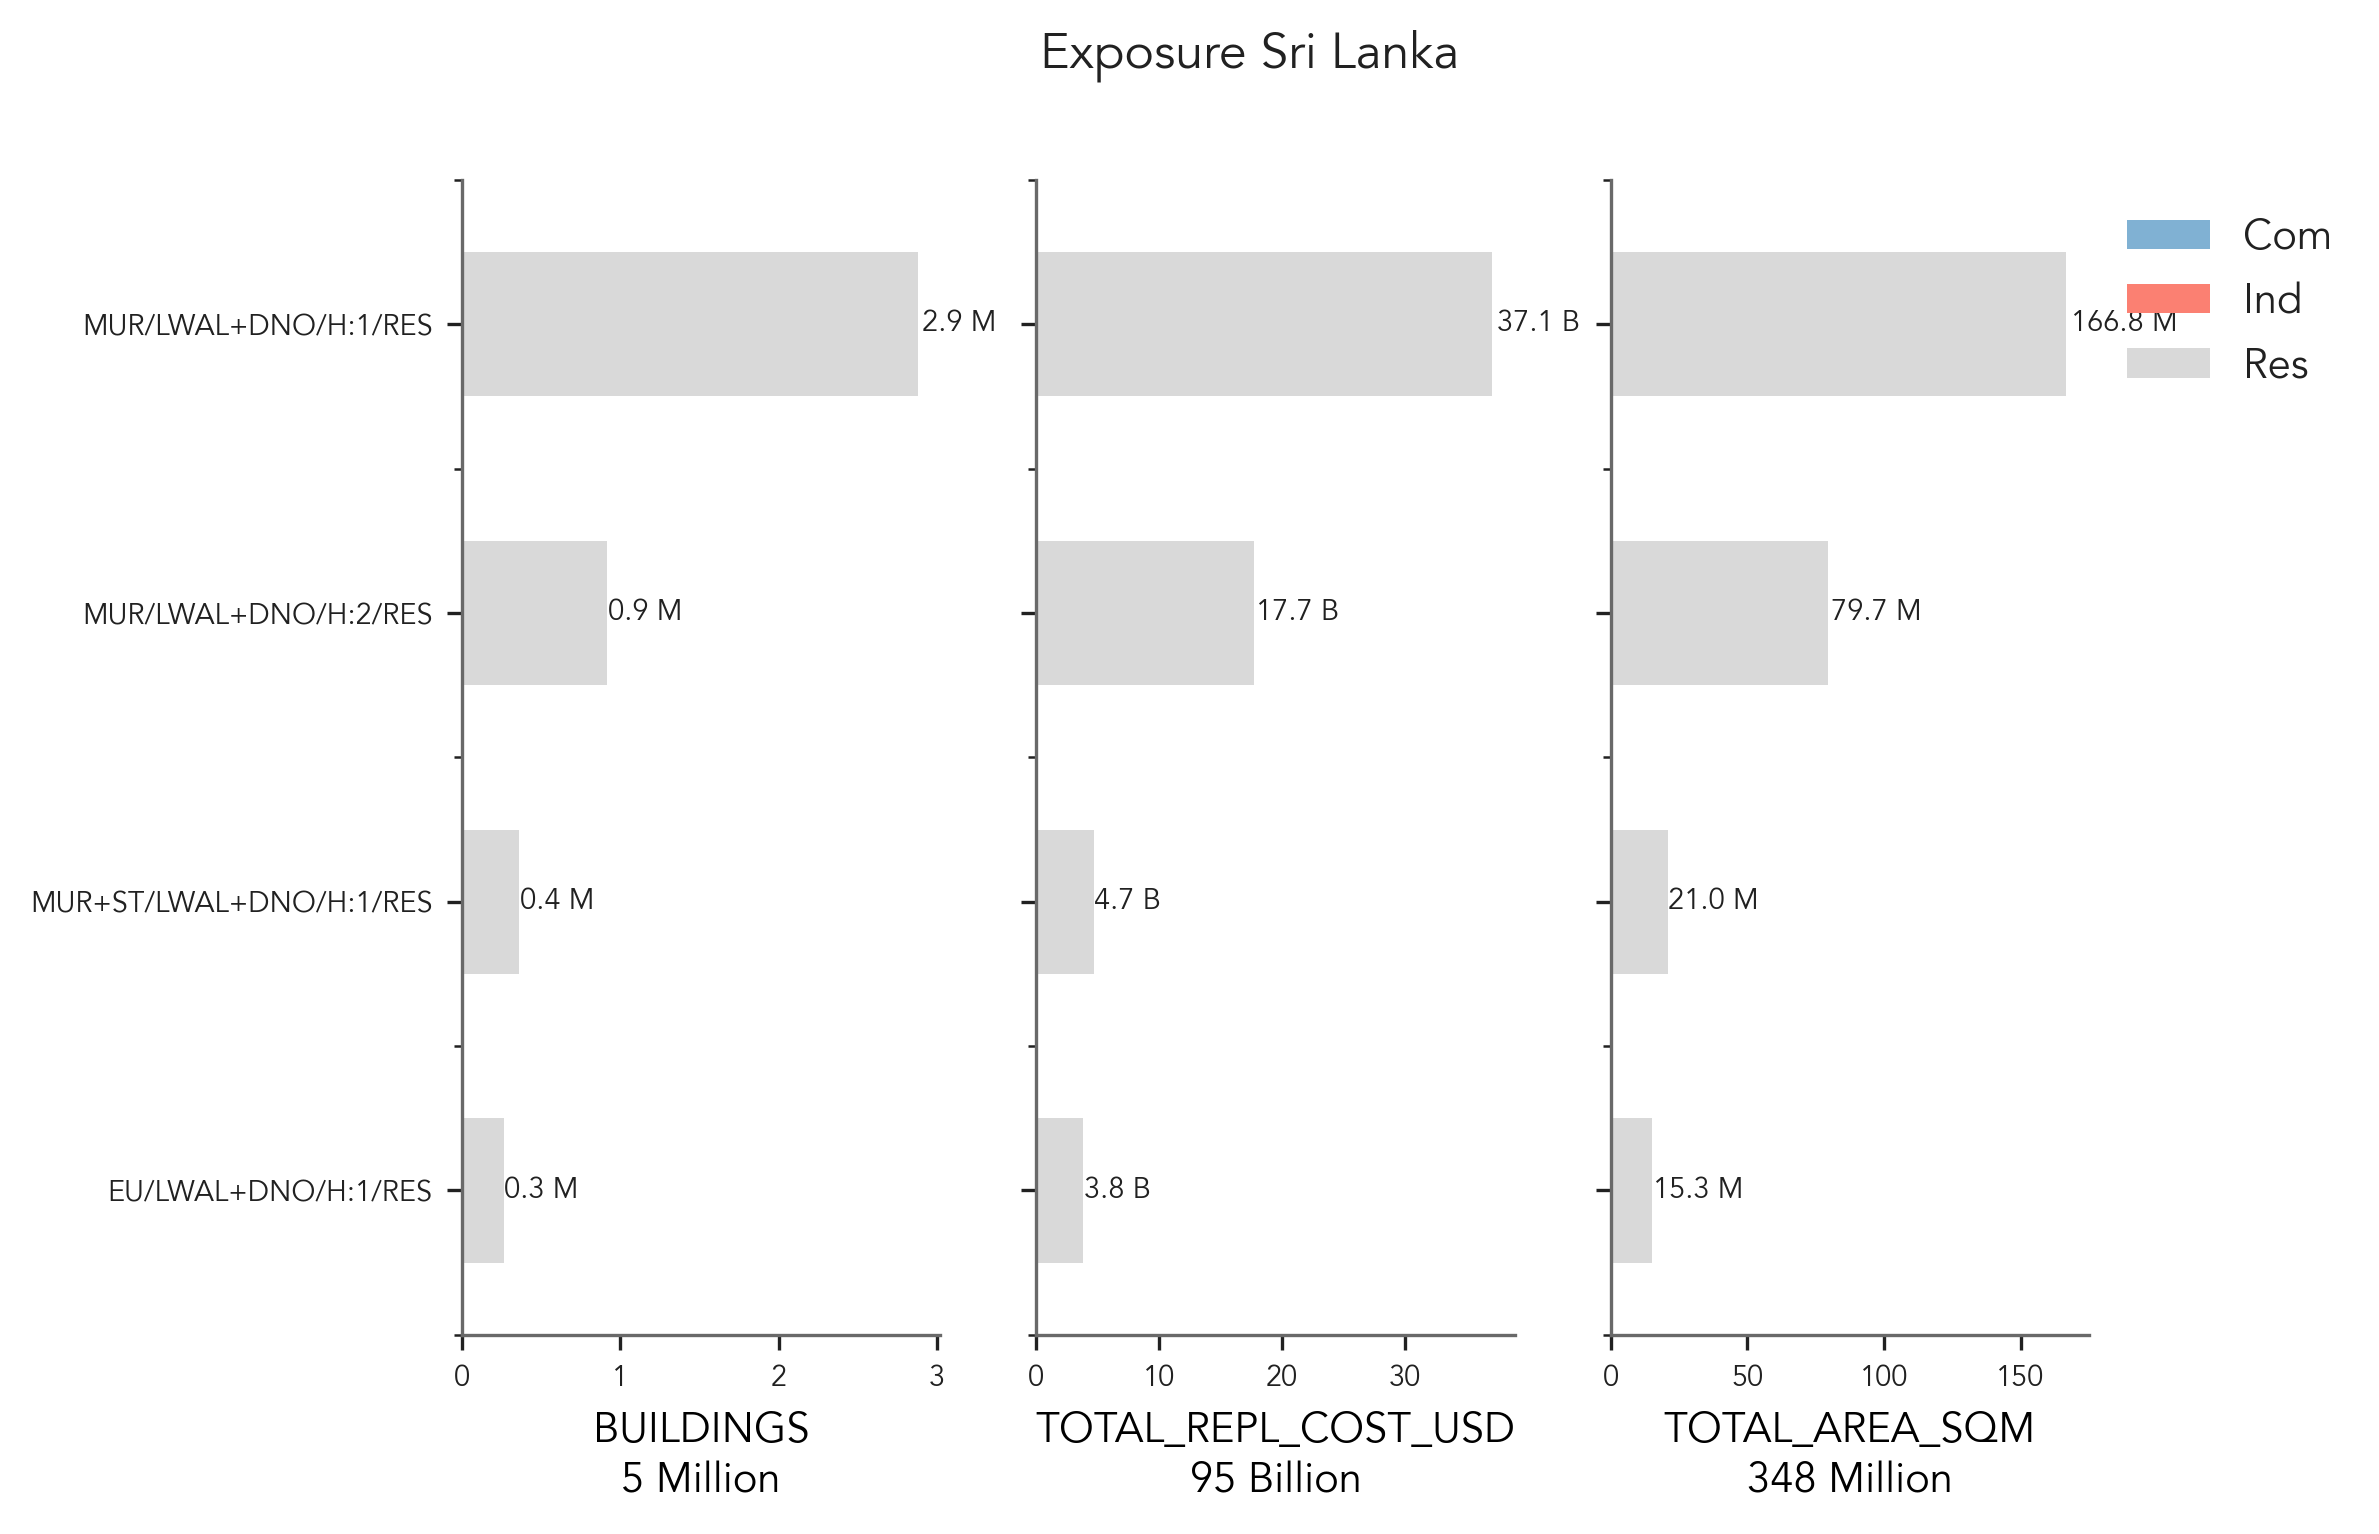 Exposure Sri Lanka
Com
Ind
Res
MUR/LWAL+DNO/H:1/RES
2.9 M
37.1 B
166.8 M
MUR/LWAL+DNO/H:2/RES
0.9 M
17.7 B
79.7 M
MUR+ST/LWAL+DNO/H:1/RES
0.4 M
4.7 B
21.0 M
EU/LWAL+DNO/H:1/RES
0.3 M
3.8 B
15.3 M
0 1 2 3
0 10 20 30
0 50 100 150
BUILDINGS
5 Million
TOTAL_REPL_COST_USD
95 Billion
TOTAL_AREA_SQM
348 Million